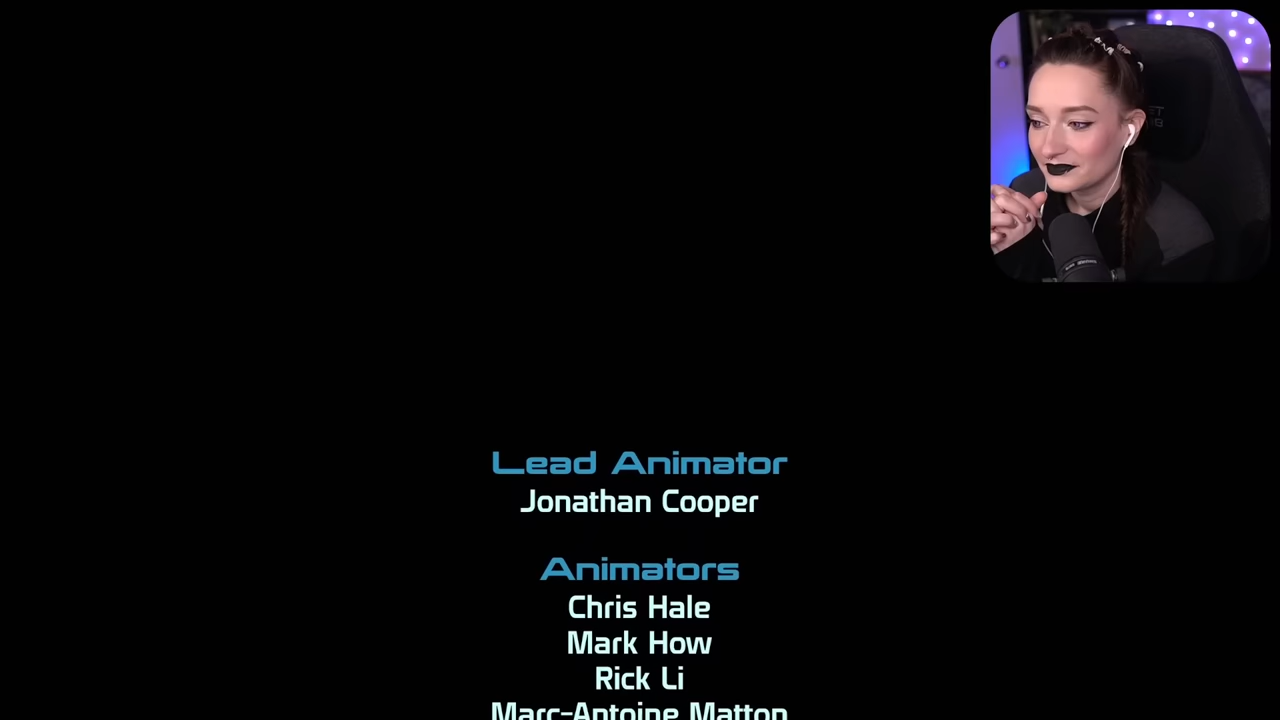 Lead Animator
Jonathan Cooper
Animators
Chris Hale
Mark How
Rick Li
Marc-Antoine Matton